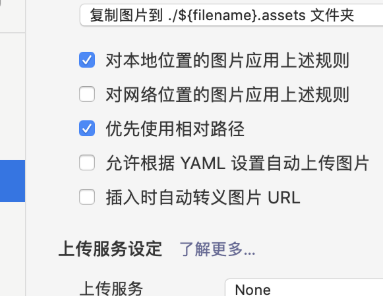 复制图片到 ./${filename}.assets 文件夹
对本地位置的图片应用上述规则
对网络位置的图片应用上述规则
优先使用相对路径
允许根据 YAML 设置自动上传图片
插入时自动转义图片 URL
上传服务设定 了解更多...
上传服务 None